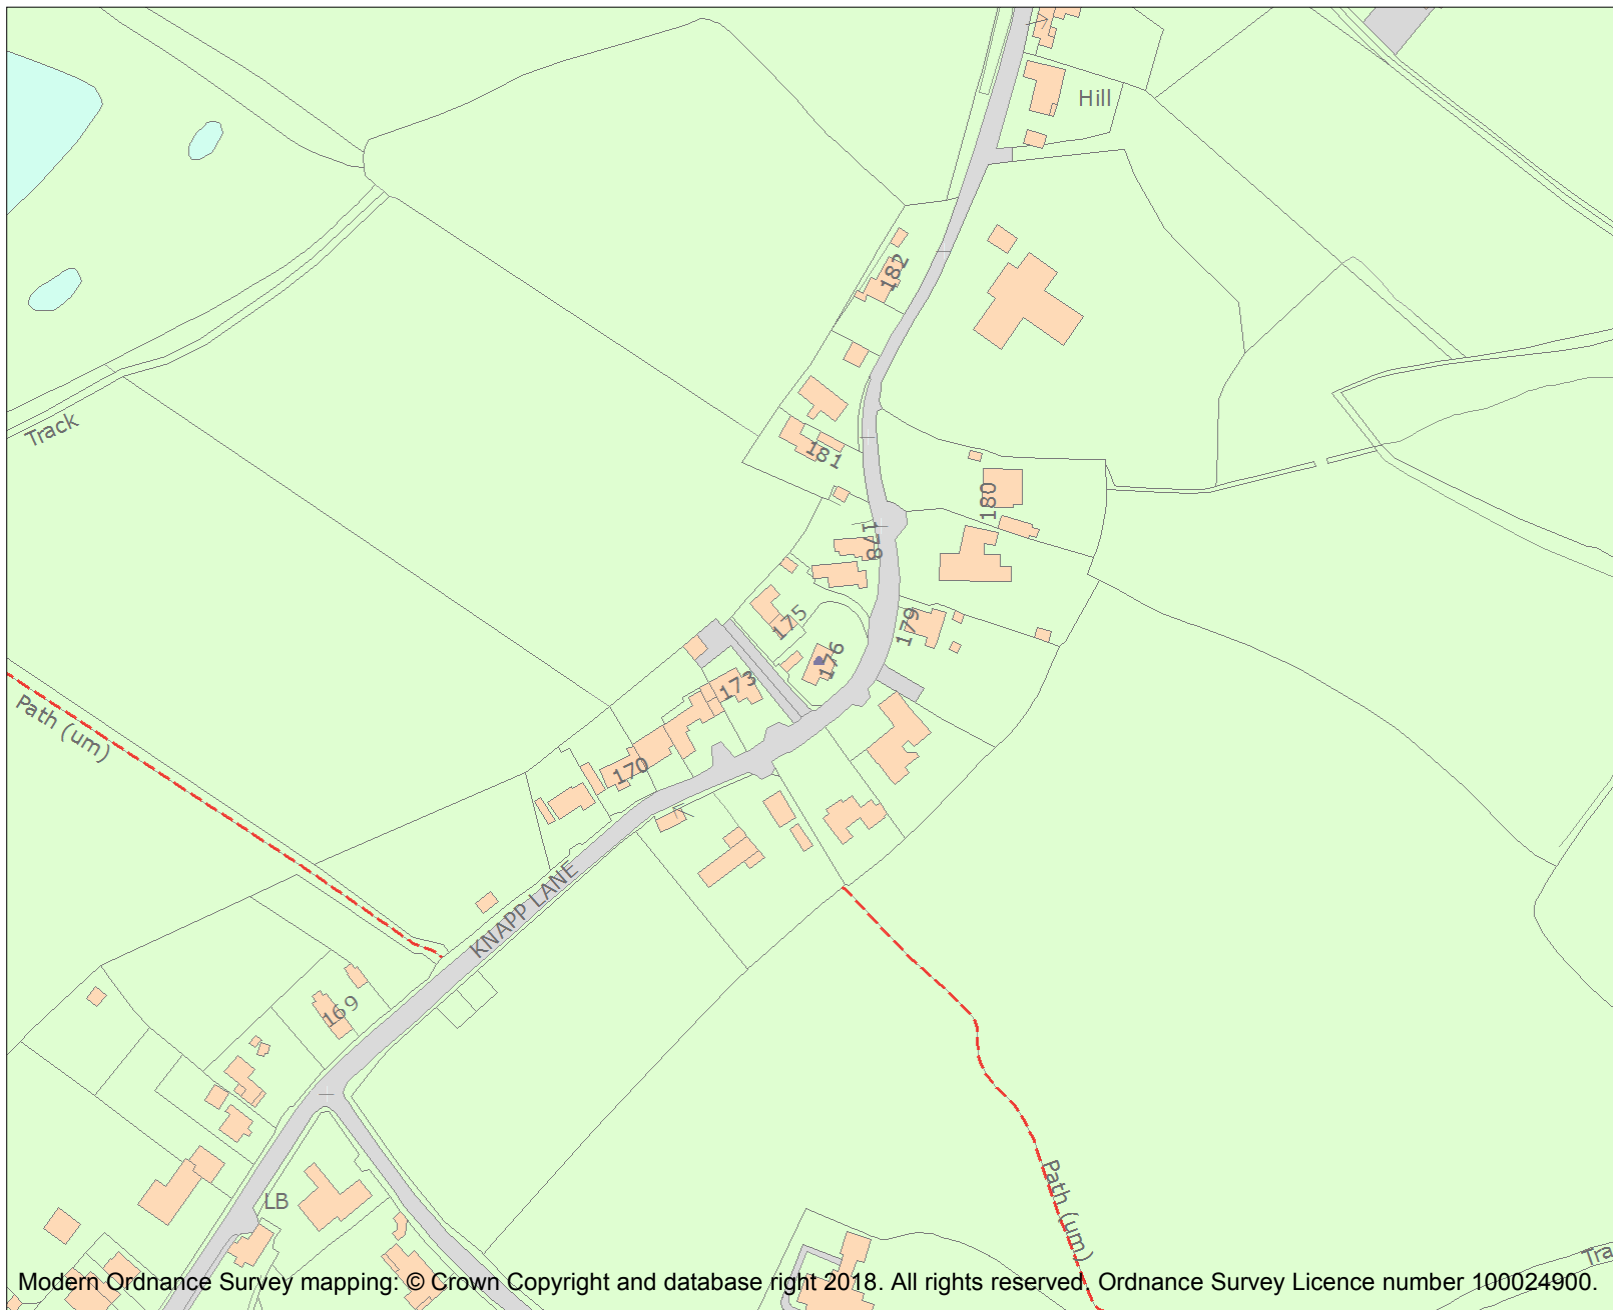 Hill
182
Track
181
180
178
175
179
176
173
Path (um)
170
KNAPP LANE
169
Path (um)
LB
Tra
Modern Ordnance Survey mapping: © Crown Copyright and database right 2018. All rights reserved. Ordnance Survey Licence number 100024900.